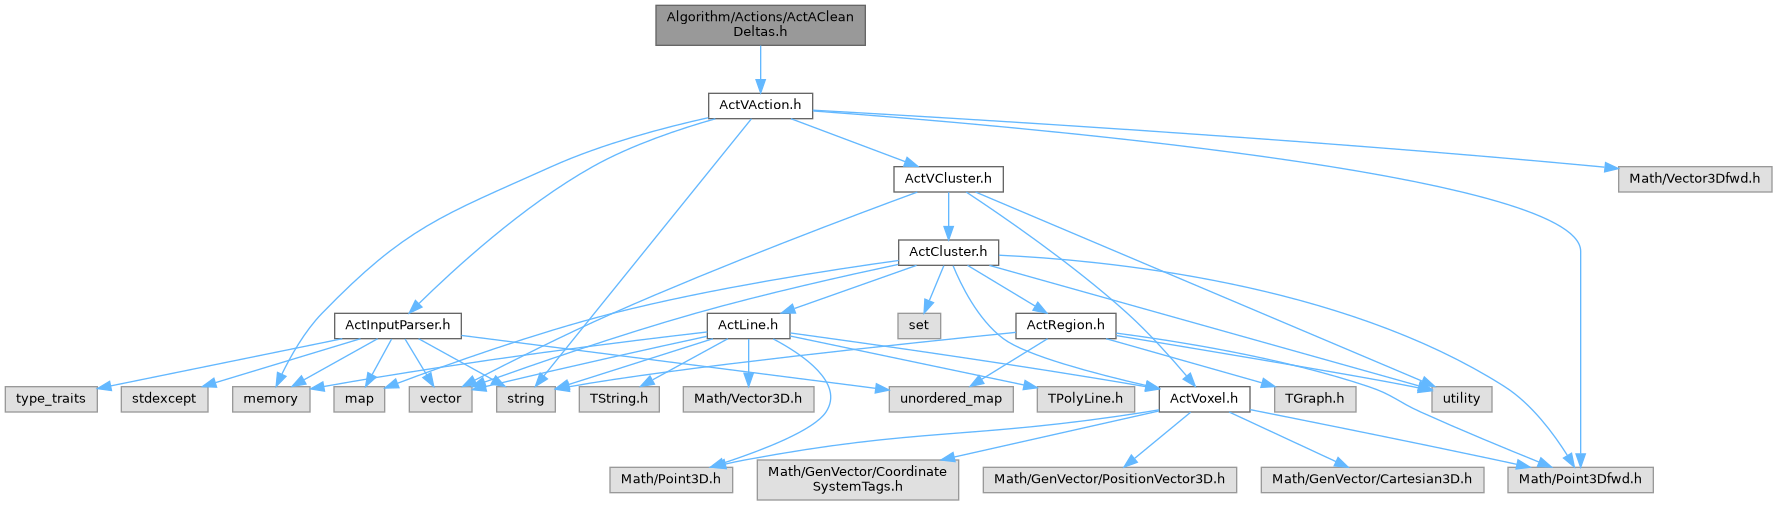 Algorithm/Actions/ActAClean
Deltas.h
ActVAction.h
ActVCluster.h
Math/Vector3Dfwd.h
ActCluster.h
ActInputParser.h
ActLine.h
set
ActRegion.h
type_traits
stdexcept
memory
map
vector
string
TString.h
Math/Vector3D.h
unordered_map
TPolyLine.h
ActVoxel.h
TGraph.h
utility
Math/Point3D.h
Math/GenVector/Coordinate
SystemTags.h
Math/GenVector/PositionVector3D.h
Math/GenVector/Cartesian3D.h
Math/Point3Dfwd.h